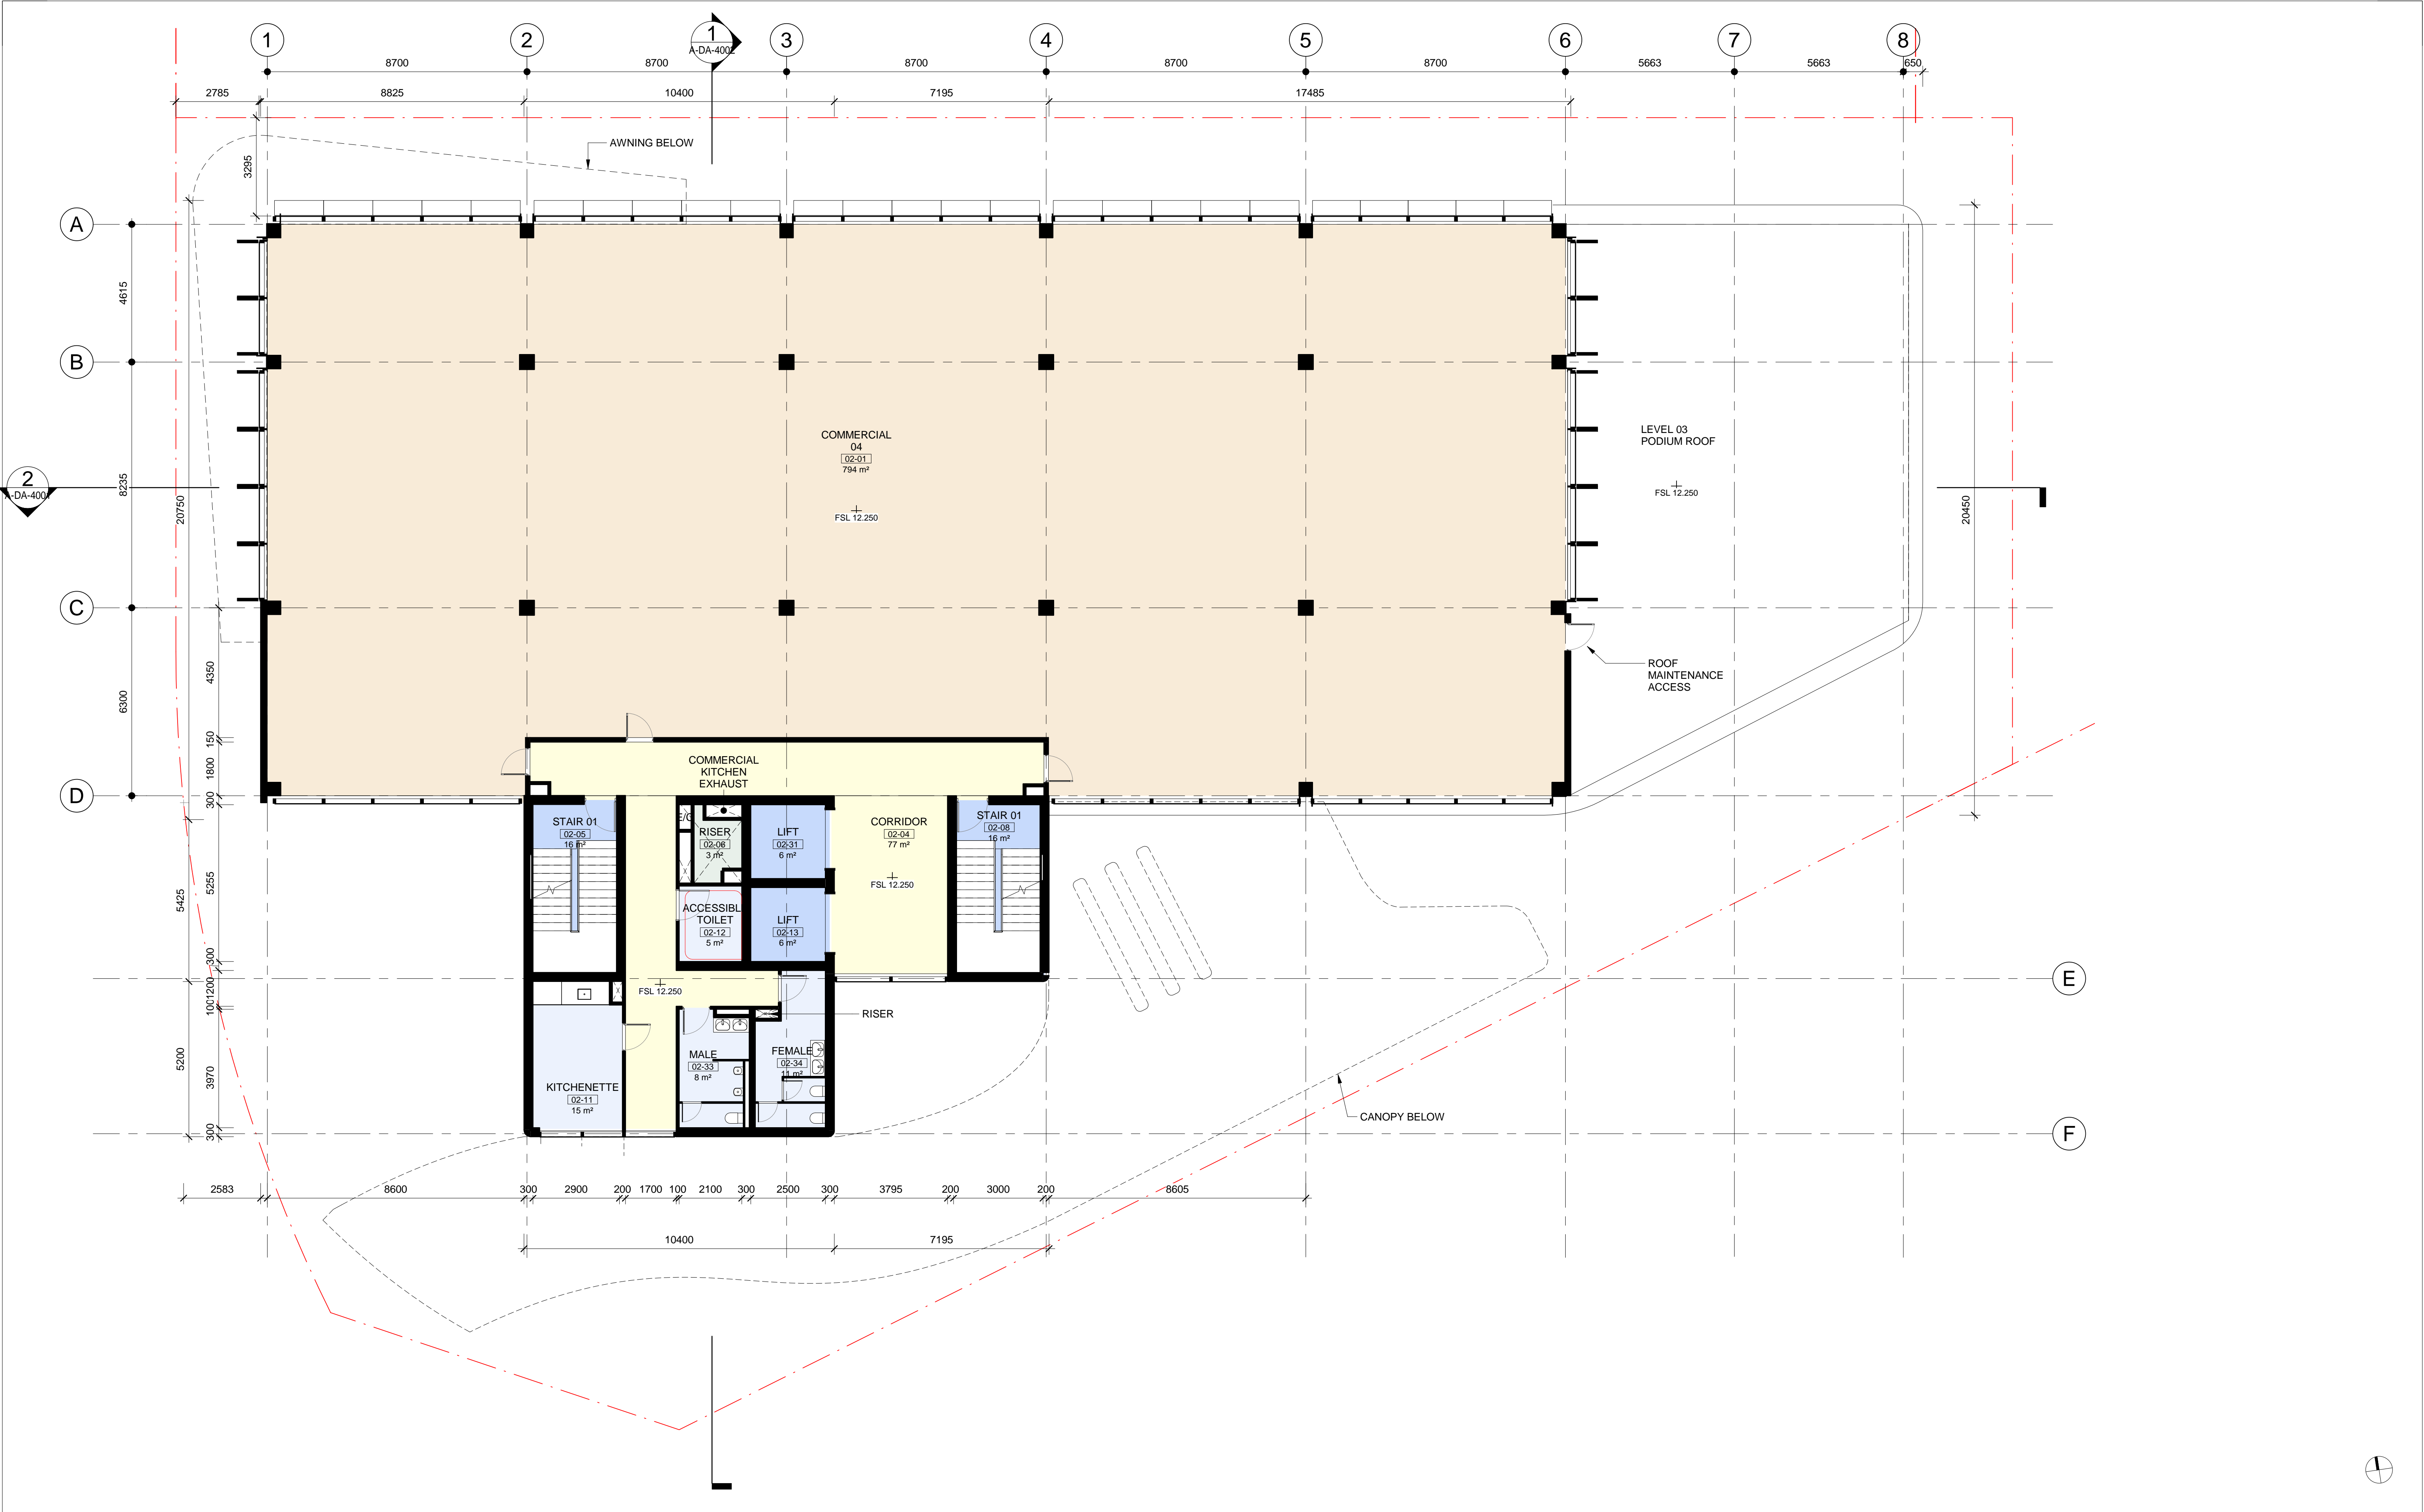 1
2
1
A-DA-4002
3
4
5
6
7
8
8700
8700
8700
8700
8700
5663
5663
650
2785
8825
10400
7195
17485
3295
AWNING BELOW
A
B
C
D
4615
8235
6300
20750
2
A-DA-4001
COMMERCIAL
04
02-01
794 m²
FSL 12.250
LEVEL 03
PODIUM ROOF
FSL 12.250
20450
ROOF
MAINTENANCE
ACCESS
4350
150
1800
300
5255
300
1200
100
3970
300
5425
5200
COMMERCIAL
KITCHEN
EXHAUST
STAIR 01
02-05
16 m²
E/C
RISER
02-06
3 m²
LIFT
02-31
6 m²
CORRIDOR
02-04
77 m²
FSL 12.250
STAIR 01
02-08
16 m²
ACCESSIBL
TOILET
02-12
5 m²
LIFT
02-13
6 m²
FSL 12.250
E
RISER
MALE
02-33
8 m²
FEMALE
02-34
11 m²
KITCHENETTE
02-11
15 m²
CANOPY BELOW
F
2583
8600
300
2900
200
1700
100
2100
300
2500
300
3795
200
3000
200
8605
10400
7195